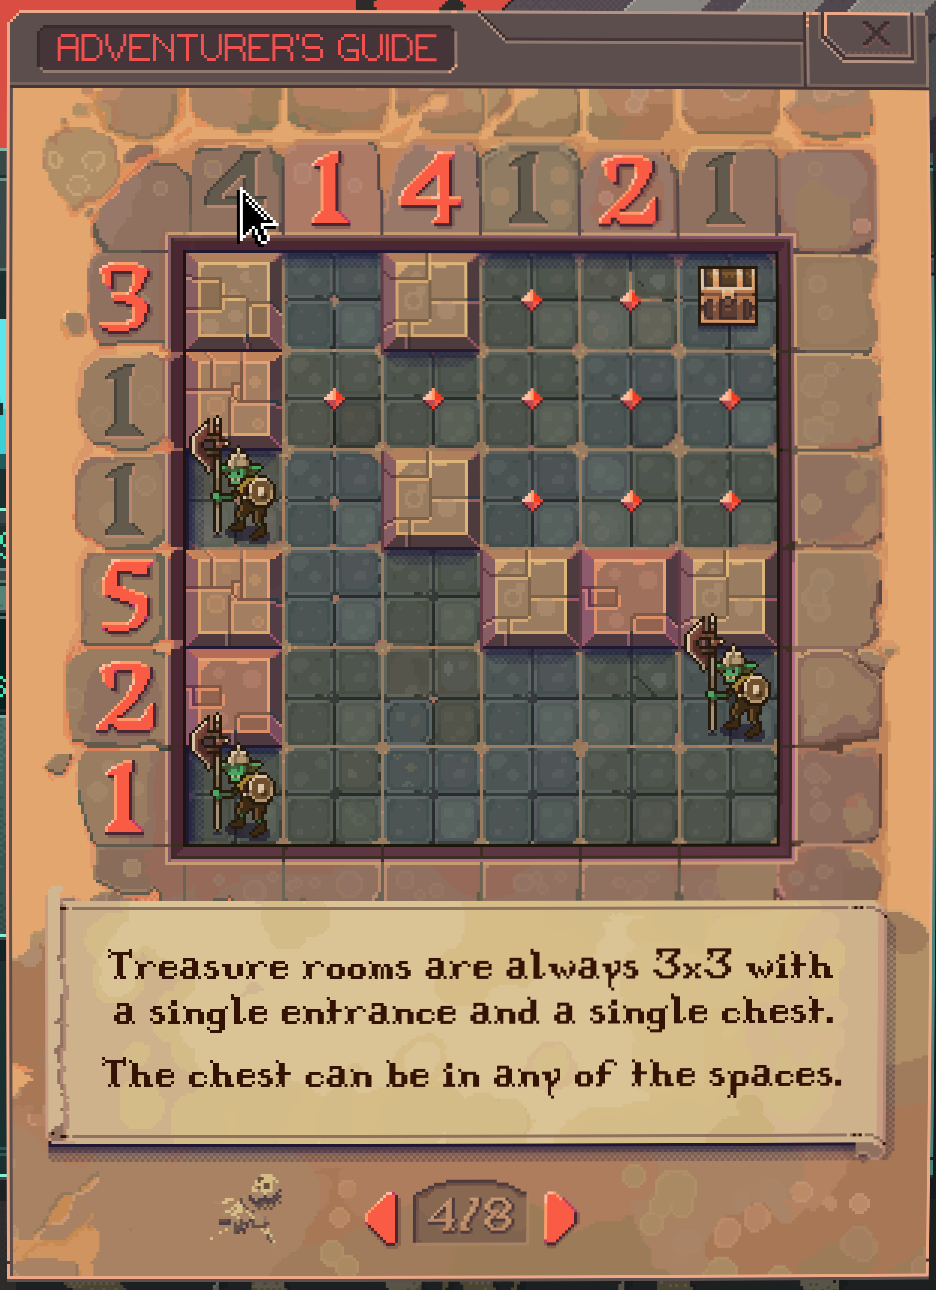 ADVENTURER'S GUIDE
X
4 1 4 1 2 1
3
1
1
5
2
1
Treasure rooms are always 3x3 with
a single entrance and a single chest.
The chest can be in any of the spaces.
4/8